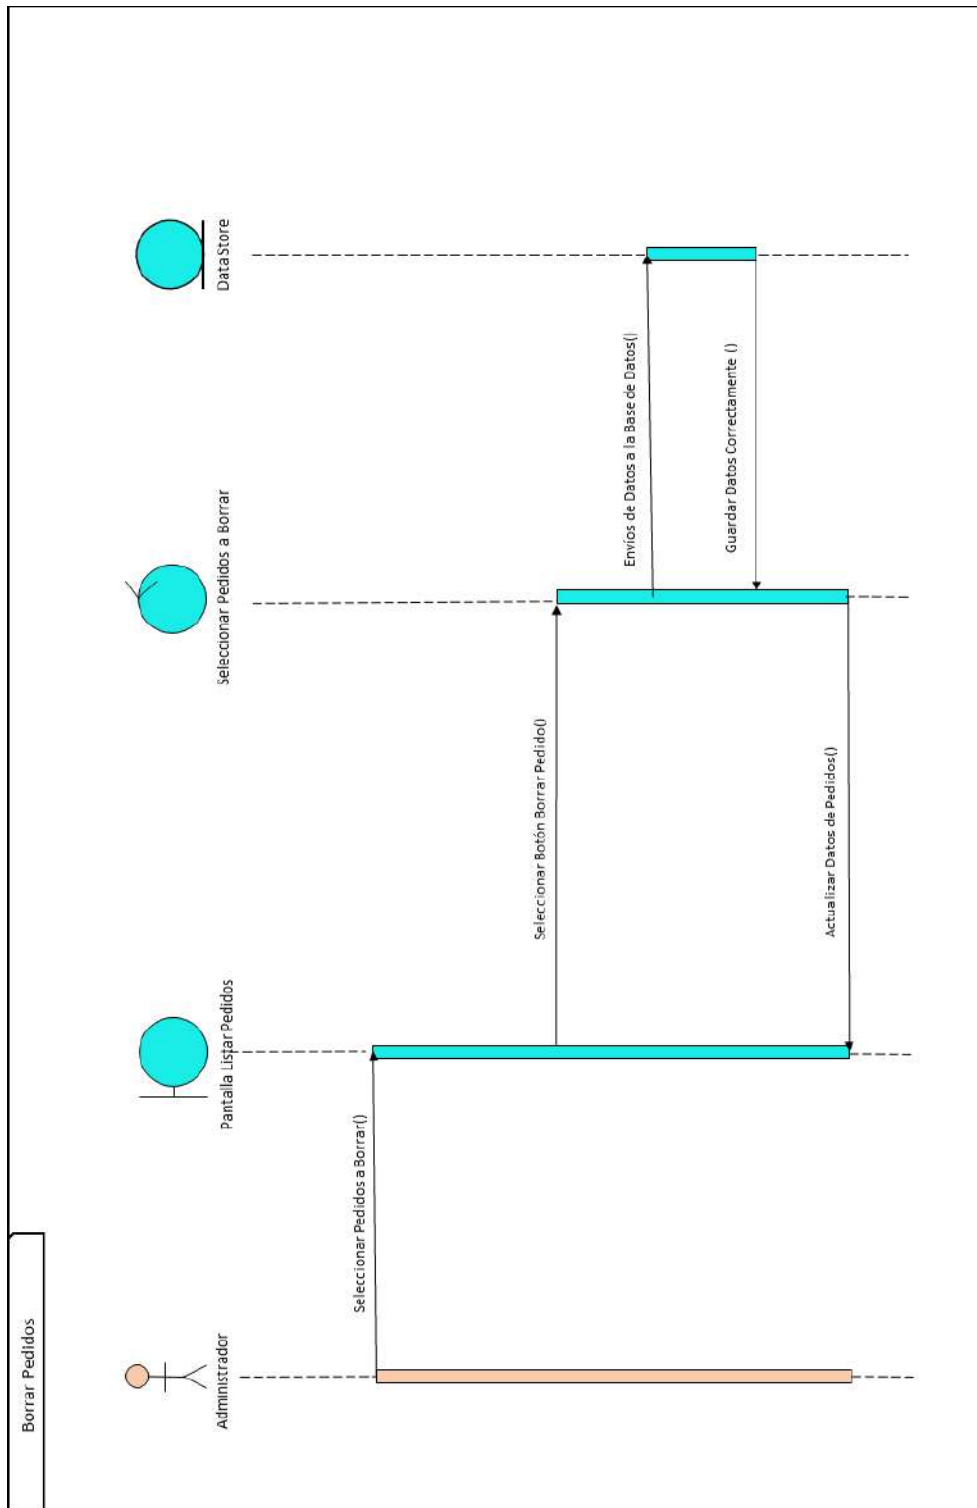 Borrar Pedidos
Administrador
Pantalla Listar Pedidos
Seleccionar Pedidos a Borrar
DataStore
Seleccionar Pedidos a Borrar()
Seleccionar Botón Borrar Pedido()
Envíos de Datos a la Base de Datos()
Guardar Datos Correctamente ()
Actualizar Datos de Pedidos()